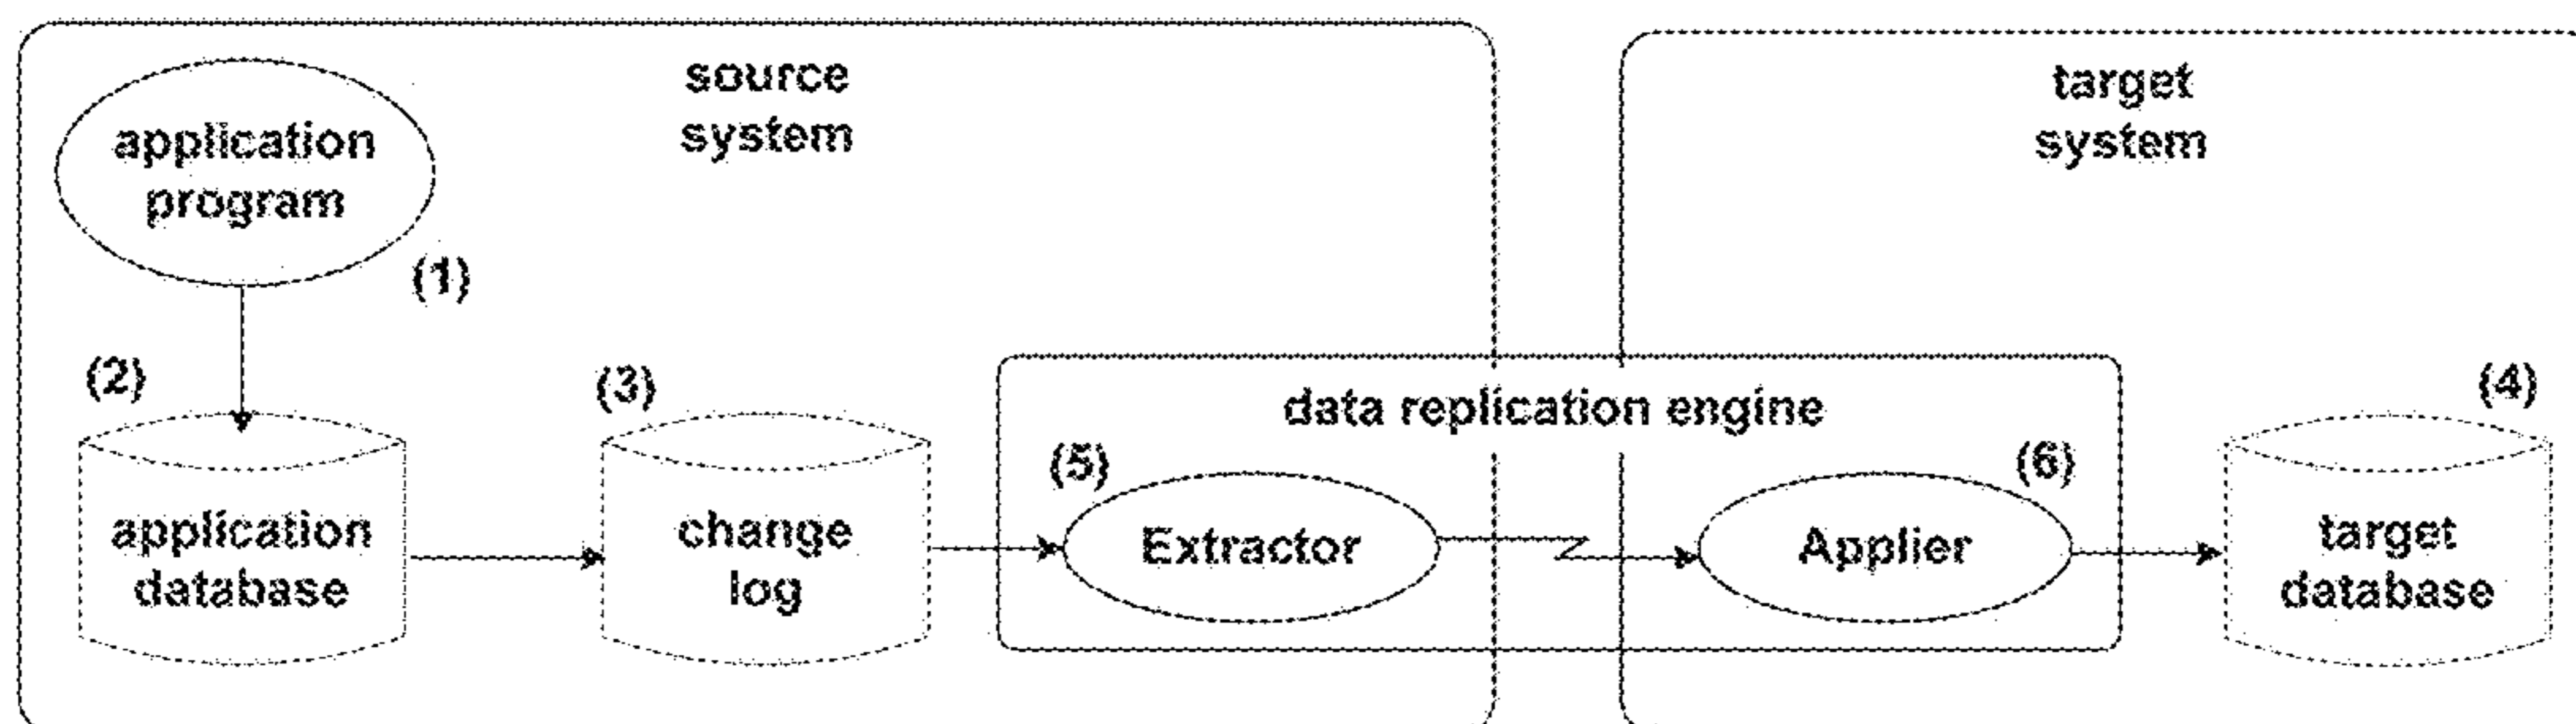 source
system
target
system
application
program
(1)
(2)
(3)
(4)
data replication engine
(5)
(6)
application
database
change
log
Extractor
Applier
target
database